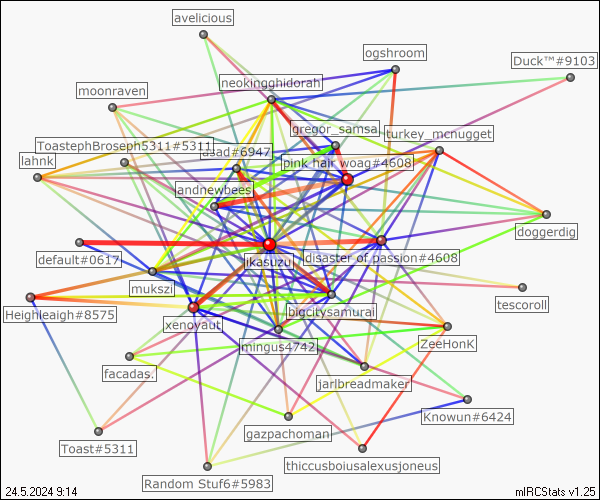 avelicious
ogshroom
Duck™#9103
neokingghidorah
moonraven
gregor_samsa
turkey_mcnugget
ToastephBroseph5311#5311
asad#6947
pink hair woag#4608
lahnk
andnewbees
doggerdig
default#0617
ikasuzu
disaster of passion#4608
mukszi
tescoroll
Heighleaigh#8575
xenovaut
bigcitysamurai
mingus4742
ZeeHonK
facadas.
jarlbreadmaker
Knowun#6424
Toast#5311
gazpachoman
thiccusboiusalexusjoneus
Random Stuf6#5983
24.5.2024 9:14
mIRCStats v1.25